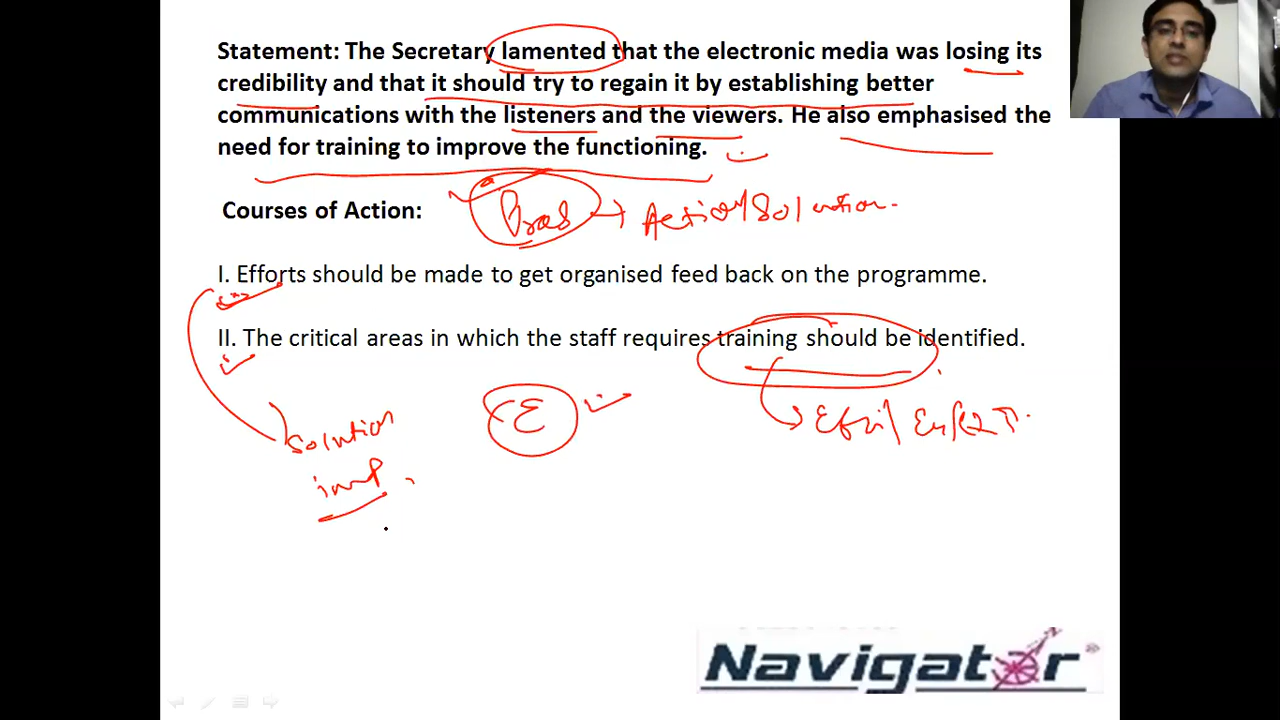 Statement: The Secretary lamented that the electronic media was losing its
credibility and that it should try to regain it by establishing better
communications with the listeners and the viewers. He also emphasised the
need for training to improve the functioning.
Courses of Action:
Action/Solution.
I. Efforts should be made to get organised feed back on the programme.
II. The critical areas in which the staff requires training should be identified.
E
solution
imp
Navigator